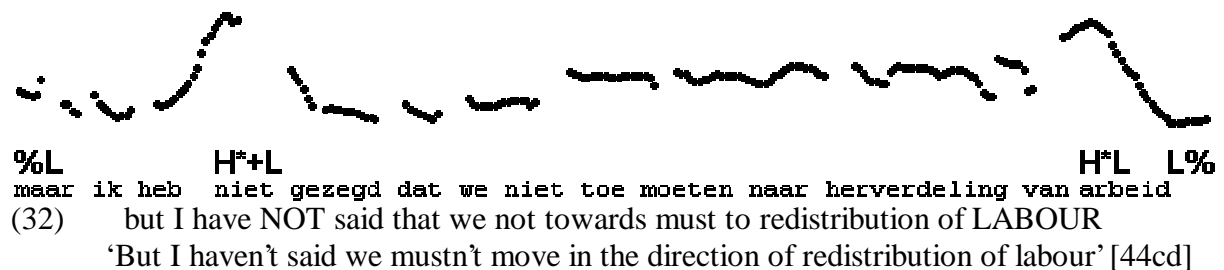 %L H*+L H*L L%
maar ik heb niet gezegd dat we niet toe moeten naar herverdeling van arbeid
(32) but I have NOT said that we not towards must to redistribution of LABOUR
‘But I haven’t said we mustn’t move in the direction of redistribution of labour’ [44cd]